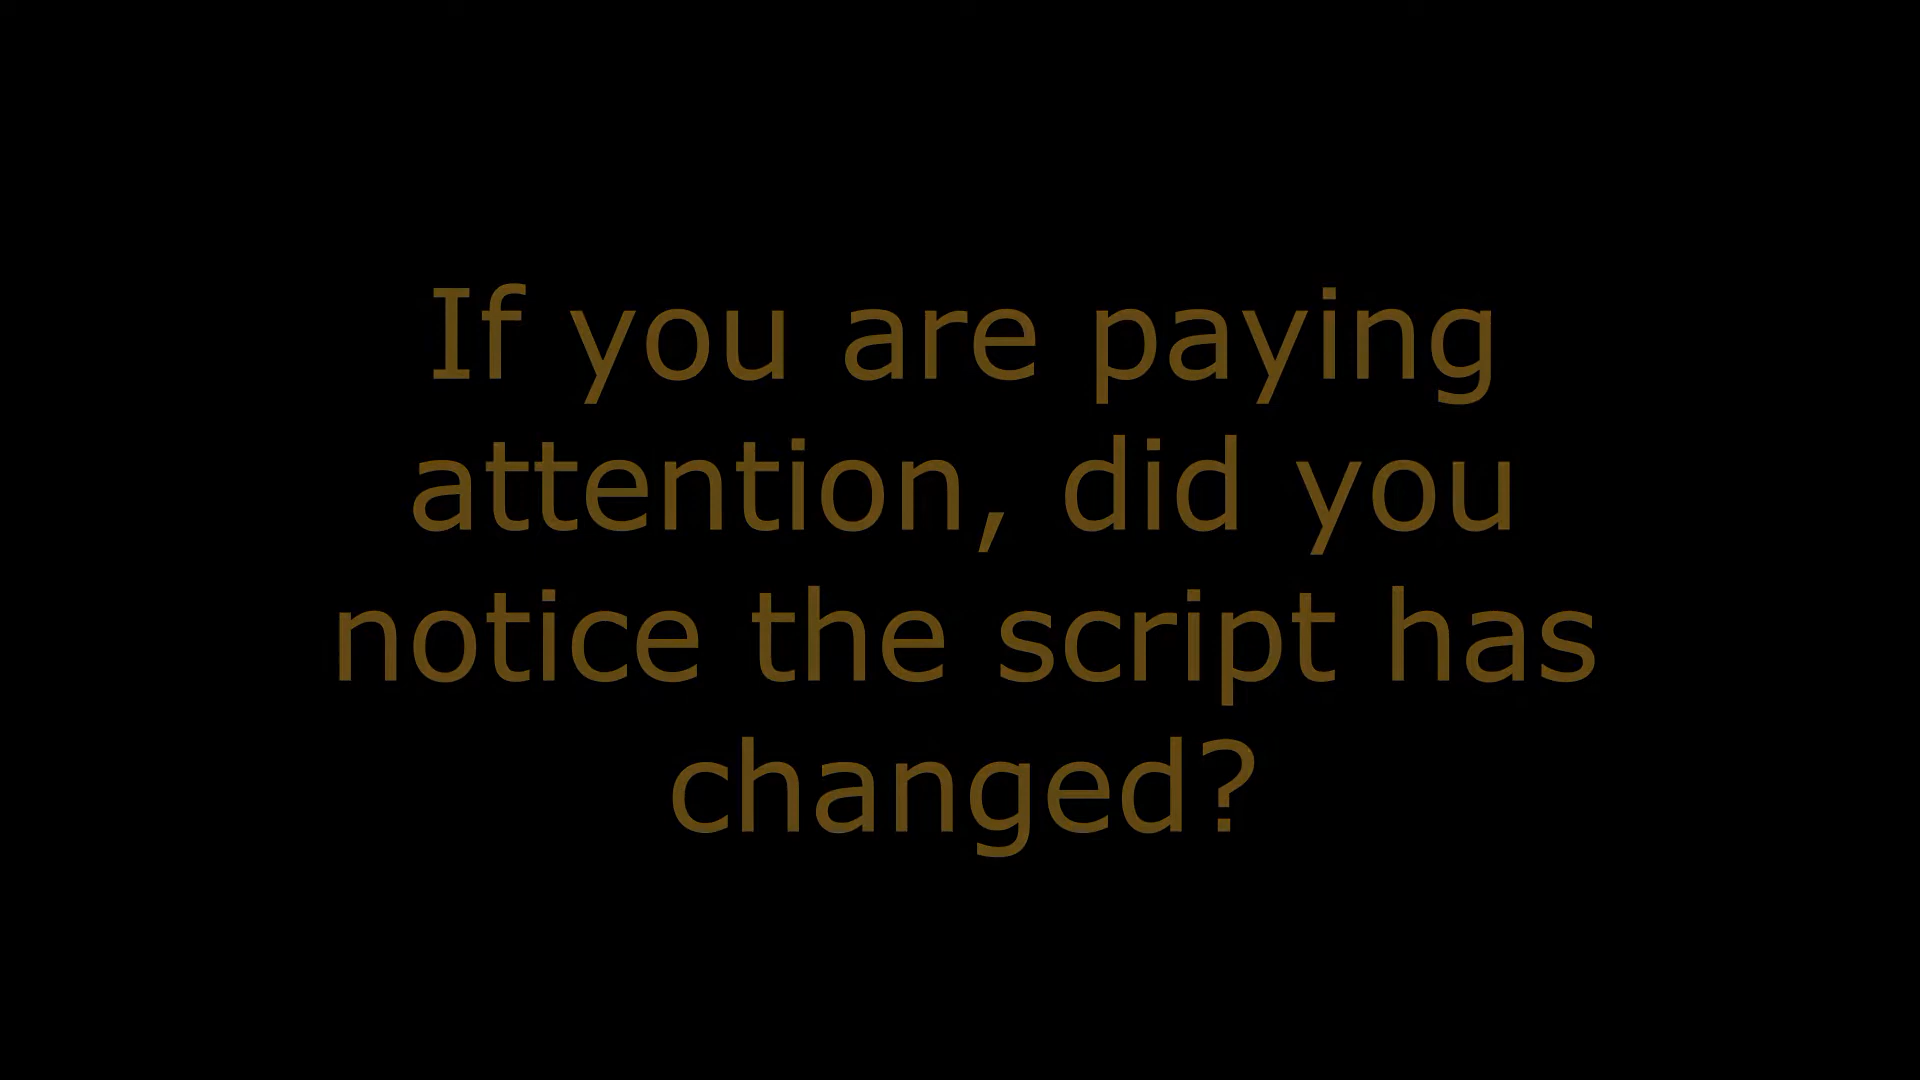 If you are paying
attention, did you
notice the script has
changed?